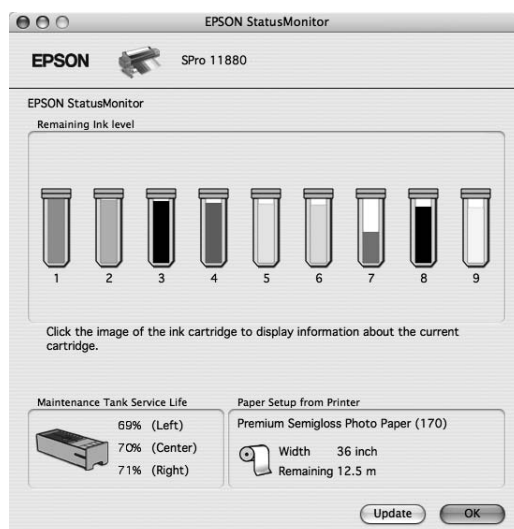 EPSON StatusMonitor
EPSON SPro 11880
EPSON StatusMonitor
Remaining Ink level
1 2 3 4 5 6 7 8 9
Click the image of the ink cartridge to display information about the current
cartridge.
Maintenance Tank Service Life
69% (Left)
70% (Center)
71% (Right)
Paper Setup from Printer
Premium Semigloss Photo Paper (170)
Width 36 inch
Remaining 12.5 m
Update OK